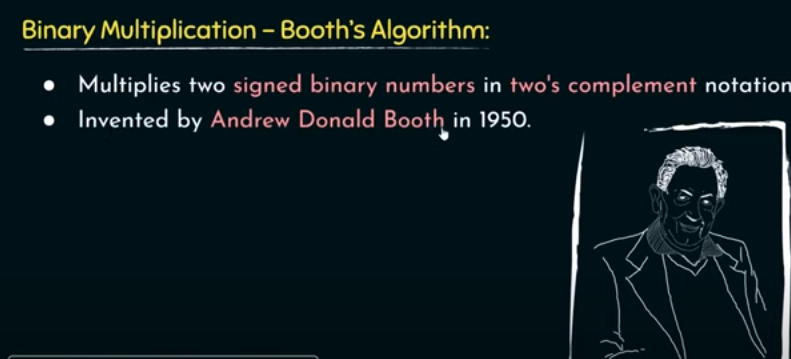 Binary Multiplication – Booth's Algorithm:
● Multiplies two signed binary numbers in two's complement notation
● Invented by Andrew Donald Booth in 1950.